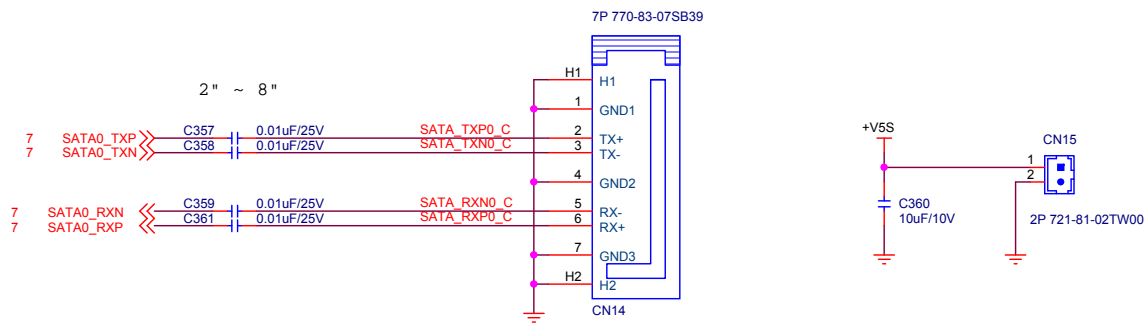 7P 770-83-07SB39
2" ~ 8"
H1 H1
1 GND1
7 SATA0_TXP C357 0.01uF/25V SATA_TXP0_C 2 TX+
7 SATA0_TXN C358 0.01uF/25V SATA_TXN0_C 3 TX-
4 GND2
7 SATA0_RXN C359 0.01uF/25V SATA_RXN0_C 5 RX-
7 SATA0_RXP C361 0.01uF/25V SATA_RXP0_C 6 RX+
7 GND3
H2 H2
CN14
+V5S
CN15
1
2
C360
10uF/10V
2P 721-81-02TW00